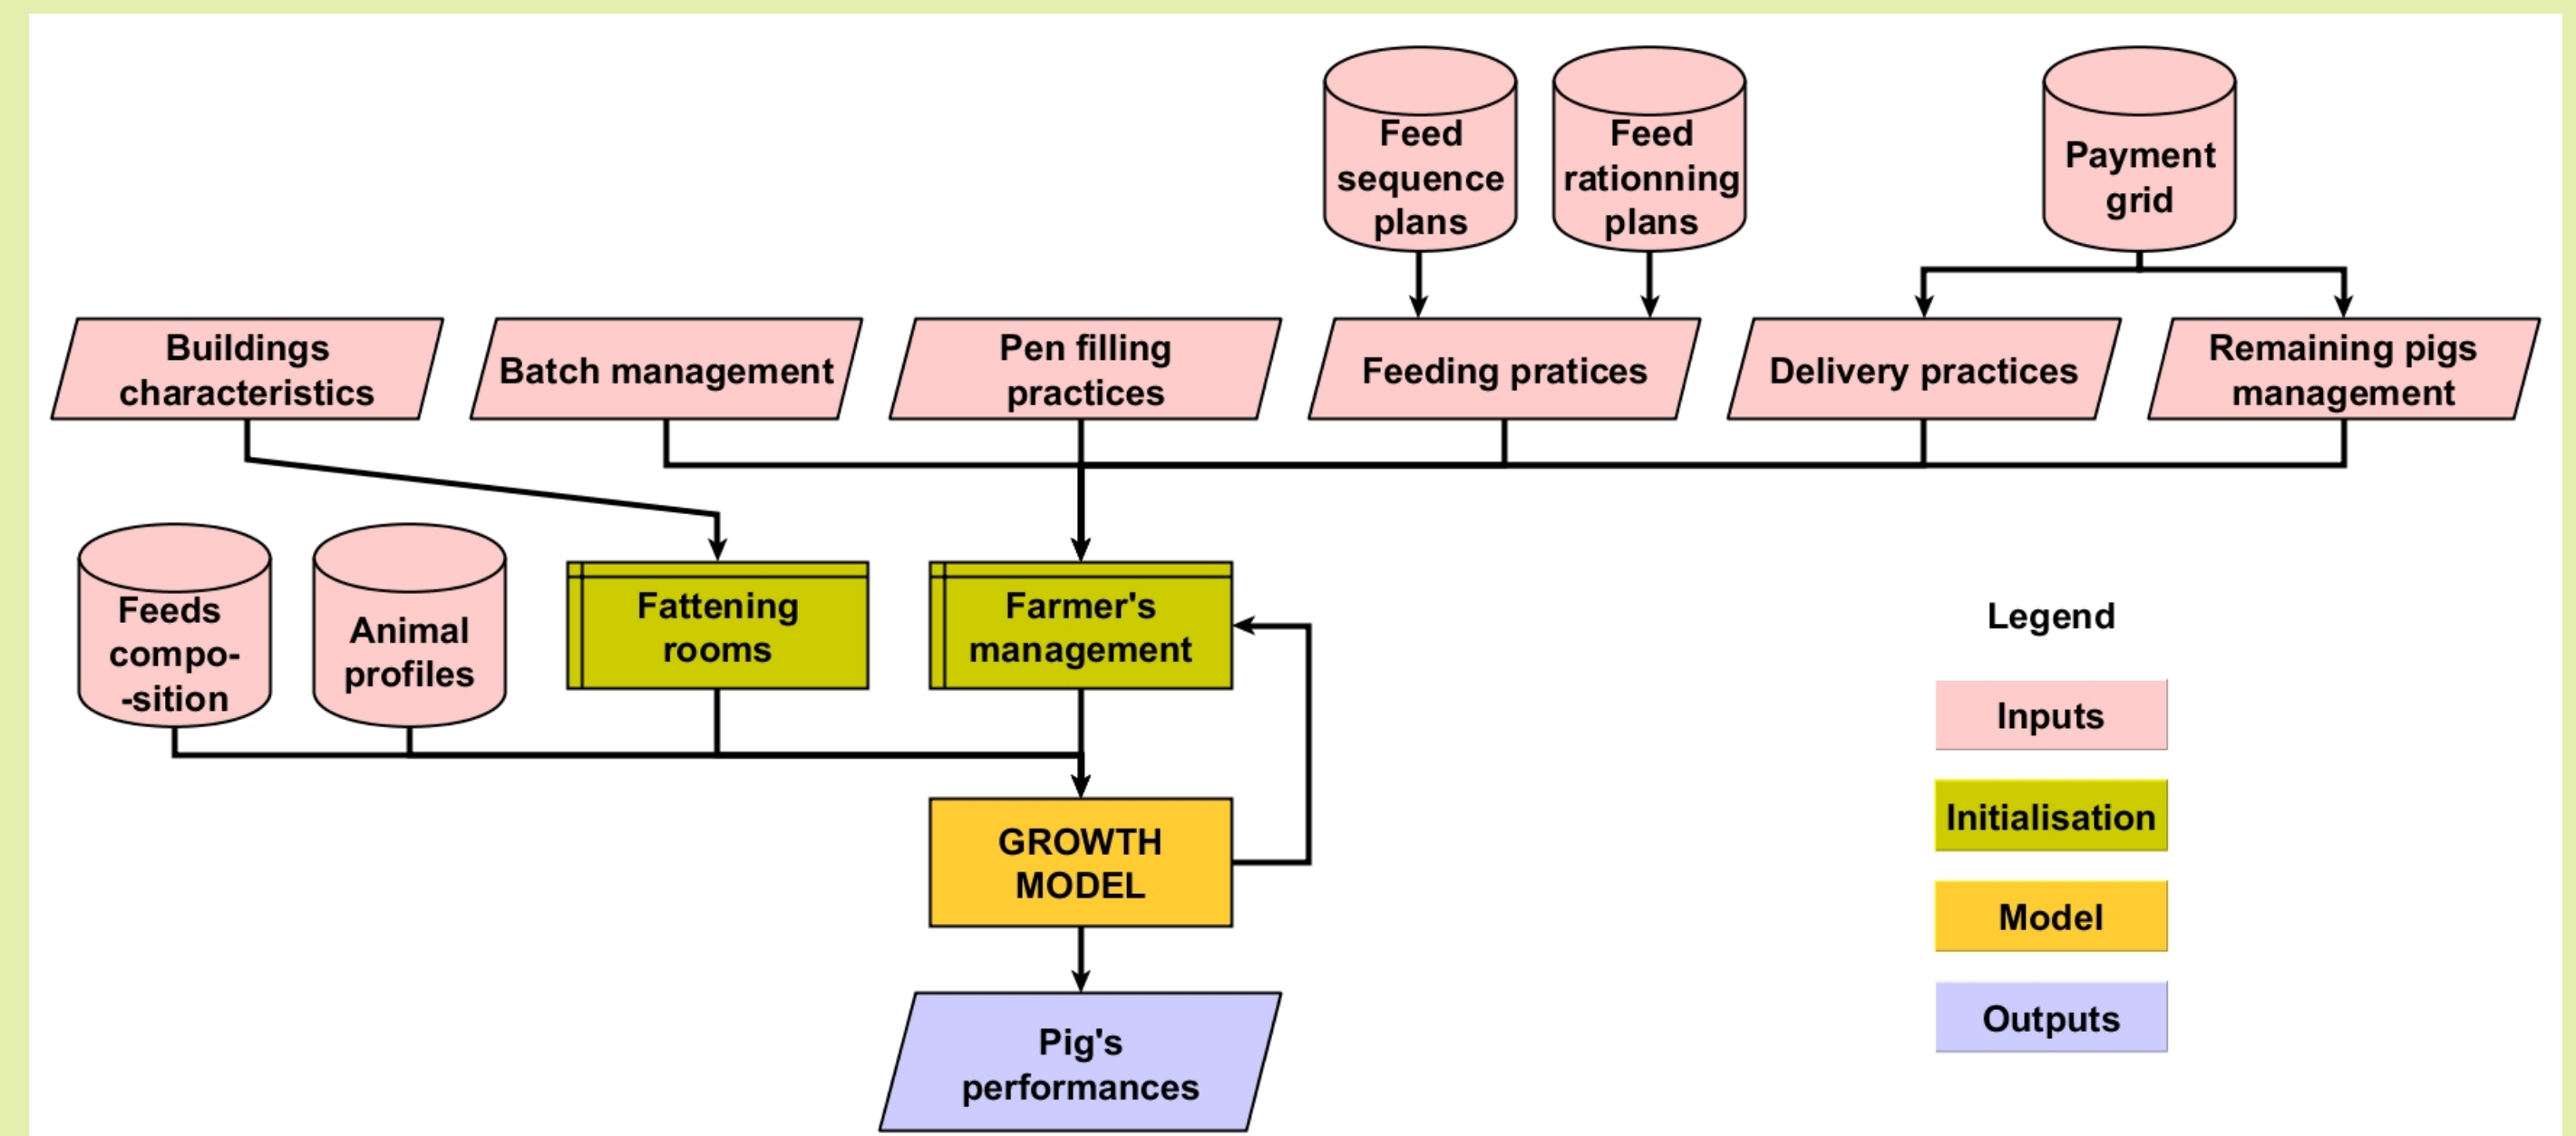 Feed
sequence
plans
Feed
rationning
plans
Payment
grid
Buildings
characteristics
Batch management
Pen filling
practices
Feeding pratices
Delivery practices
Remaining pigs
management
Feeds
compo-
-sition
Animal
profiles
Fattening
rooms
Farmer's
management
GROWTH
MODEL
Pig's
performances
Legend
Inputs
Initialisation
Model
Outputs